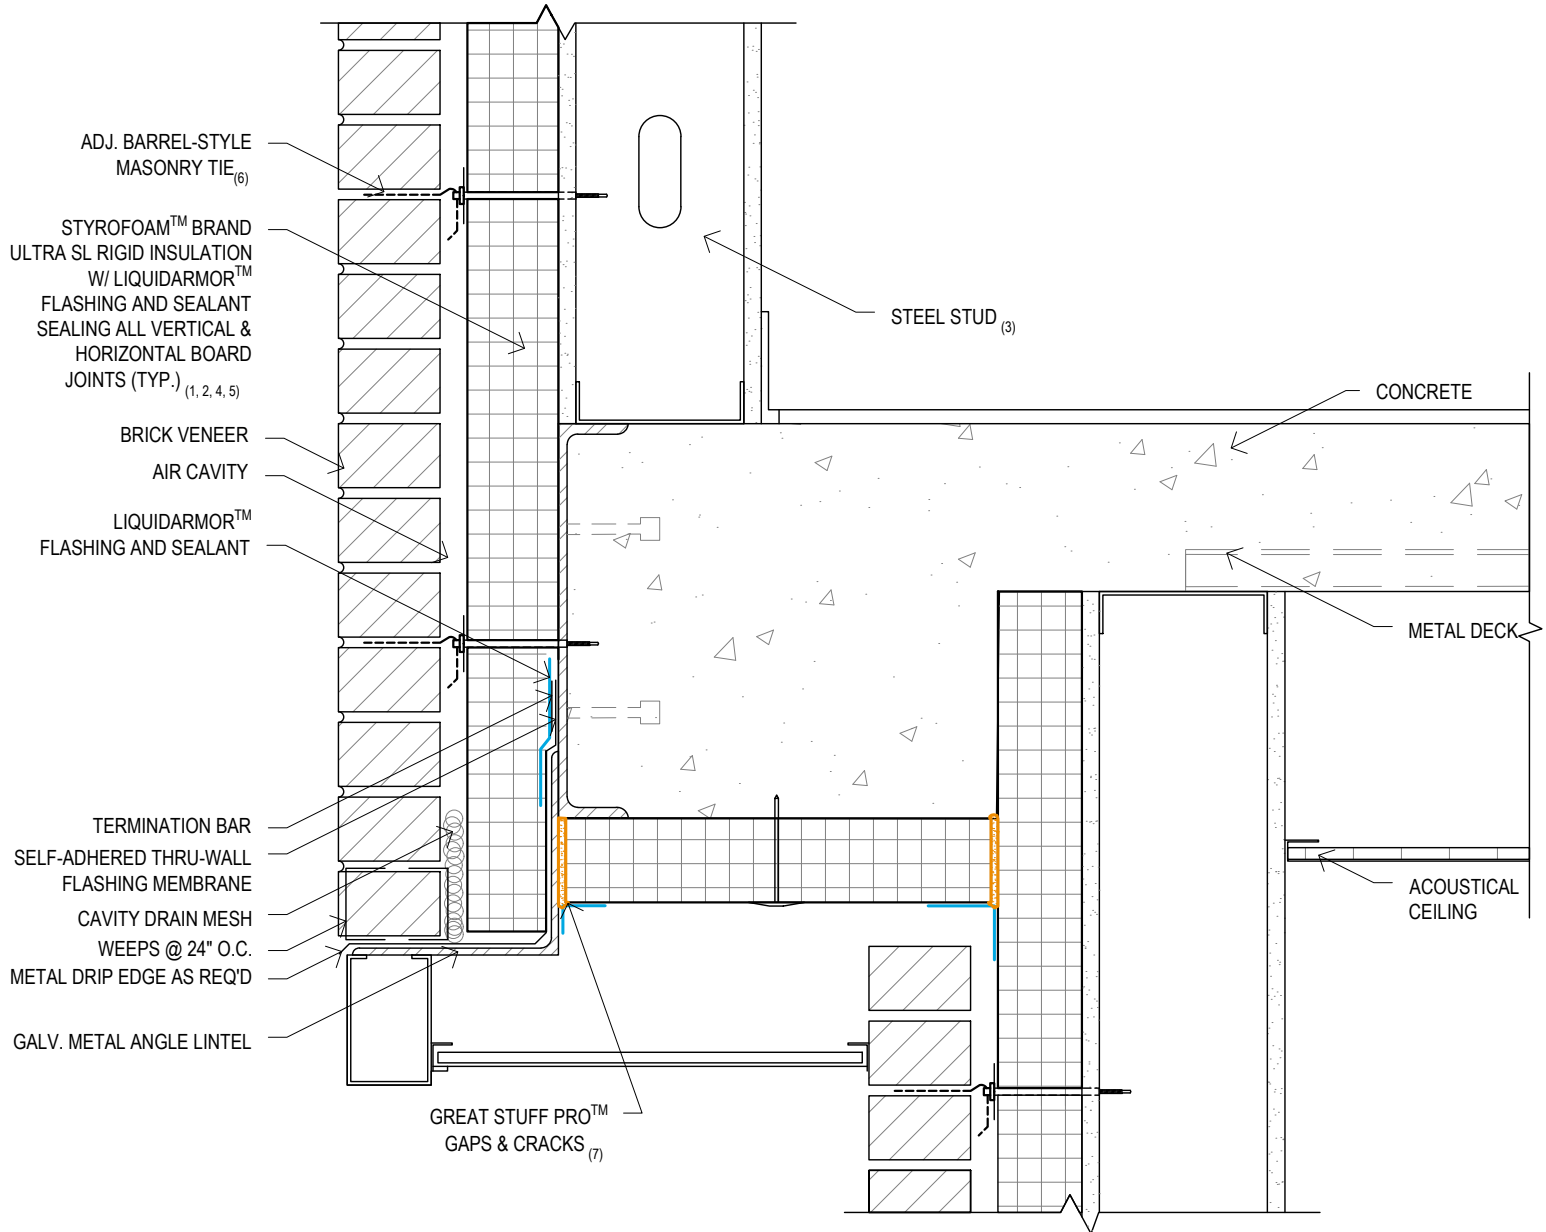 ADJ. BARREL-STYLE
MASONRY TIE(6)
STYROFOAM™ BRAND
ULTRA SL RIGID INSULATION
W/ LIQUIDARMOR™
FLASHING AND SEALANT
SEALING ALL VERTICAL &
HORIZONTAL BOARD
JOINTS (TYP.) (1, 2, 4, 5)
BRICK VENEER
AIR CAVITY
LIQUIDARMOR™
FLASHING AND SEALANT
TERMINATION BAR
SELF-ADHERED THRU-WALL
FLASHING MEMBRANE
CAVITY DRAIN MESH
WEEPS @ 24" O.C.
METAL DRIP EDGE AS REQ'D
GALV. METAL ANGLE LINTEL
GREAT STUFF PRO™
GAPS & CRACKS (7)
STEEL STUD (3)
CONCRETE
METAL DECK
ACOUSTICAL
CEILING